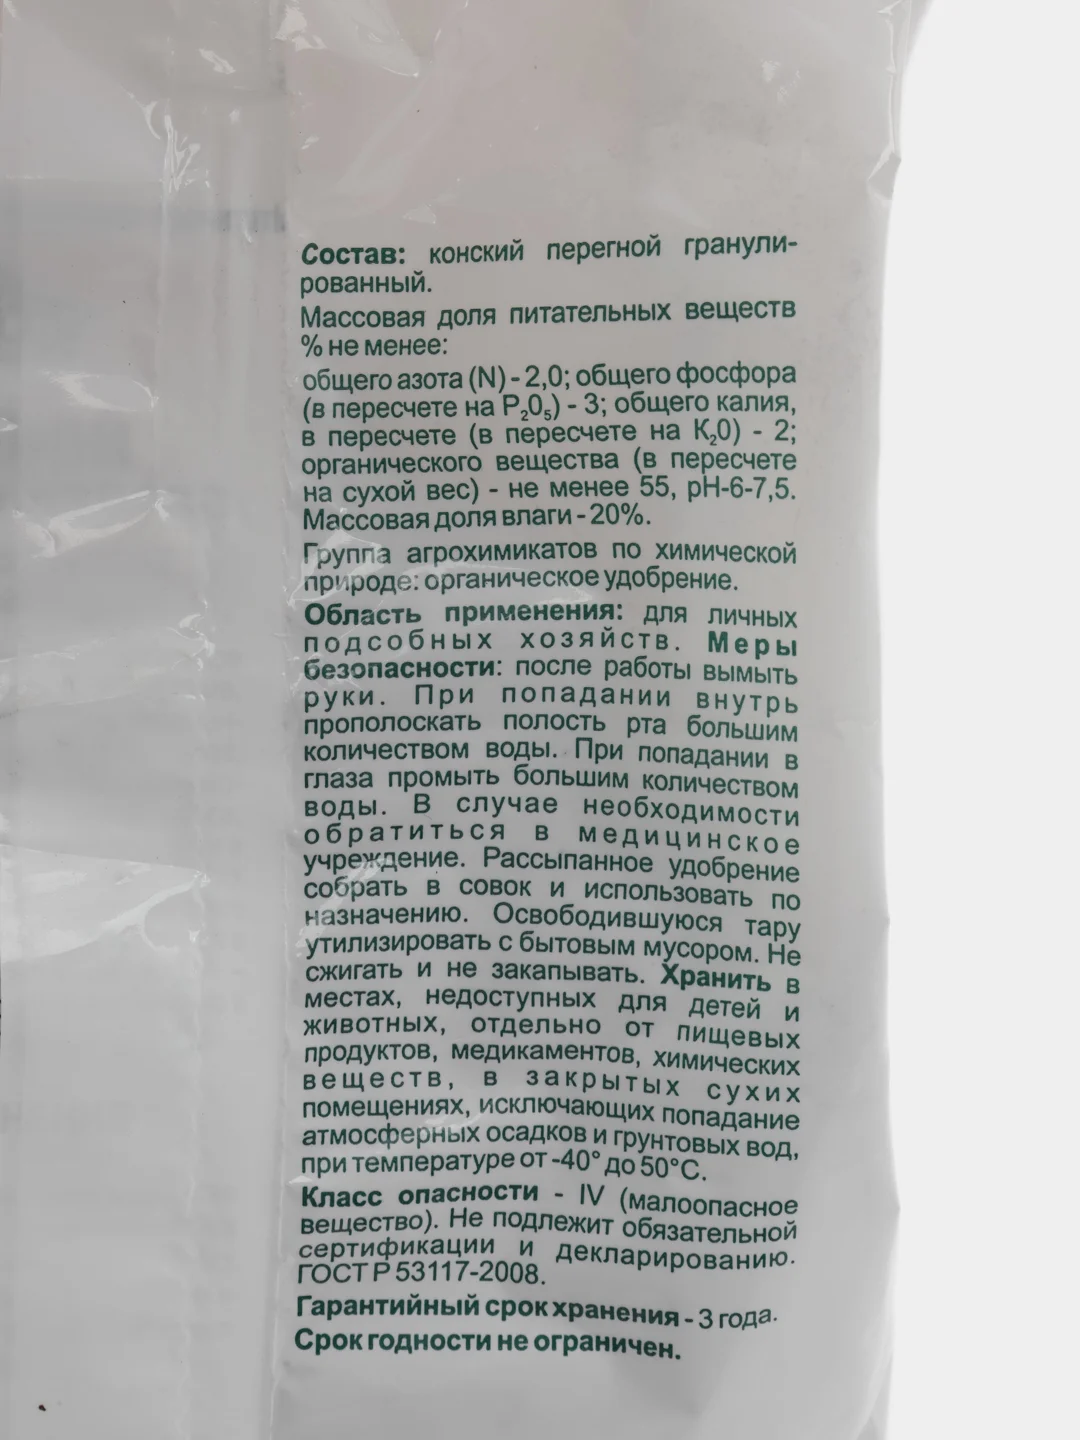 Состав: конский перегной гранули-
рованный.
Массовая доля питательных веществ
% не менее:
общего азота (N) - 2,0; общего фосфора
(в пересчете на P₂0₅) - 3; общего калия,
в пересчете (в пересчете на K₂0) - 2;
органического вещества (в пересчете
на сухой вес) - не менее 55, pH-6-7,5.
Массовая доля влаги - 20%.
Группа агрохимикатов по химической
природе: органическое удобрение.
Область применения: для личных
подсобных хозяйств. Меры
безопасности: после работы вымыть
руки. При попадании внутрь
прополоскать полость рта большим
количеством воды. При попадании в
глаза промыть большим количеством
воды. В случае необходимости
обратиться в медицинское
учреждение. Рассыпанное удобрение
собрать в совок и использовать по
назначению. Освободившуюся тару
утилизировать с бытовым мусором. Не
сжигать и не закапывать. Хранить в
местах, недоступных для детей и
животных, отдельно от пищевых
продуктов, медикаментов, химических
веществ, в закрытых сухих
помещениях, исключающих попадание
атмосферных осадков и грунтовых вод,
при температуре от -40° до 50°С.
Класс опасности - IV (малоопасное
вещество). Не подлежит обязательной
сертификации и декларированию.
ГОСТ Р 53117-2008.
Гарантийный срок хранения - 3 года.
Срок годности не ограничен.